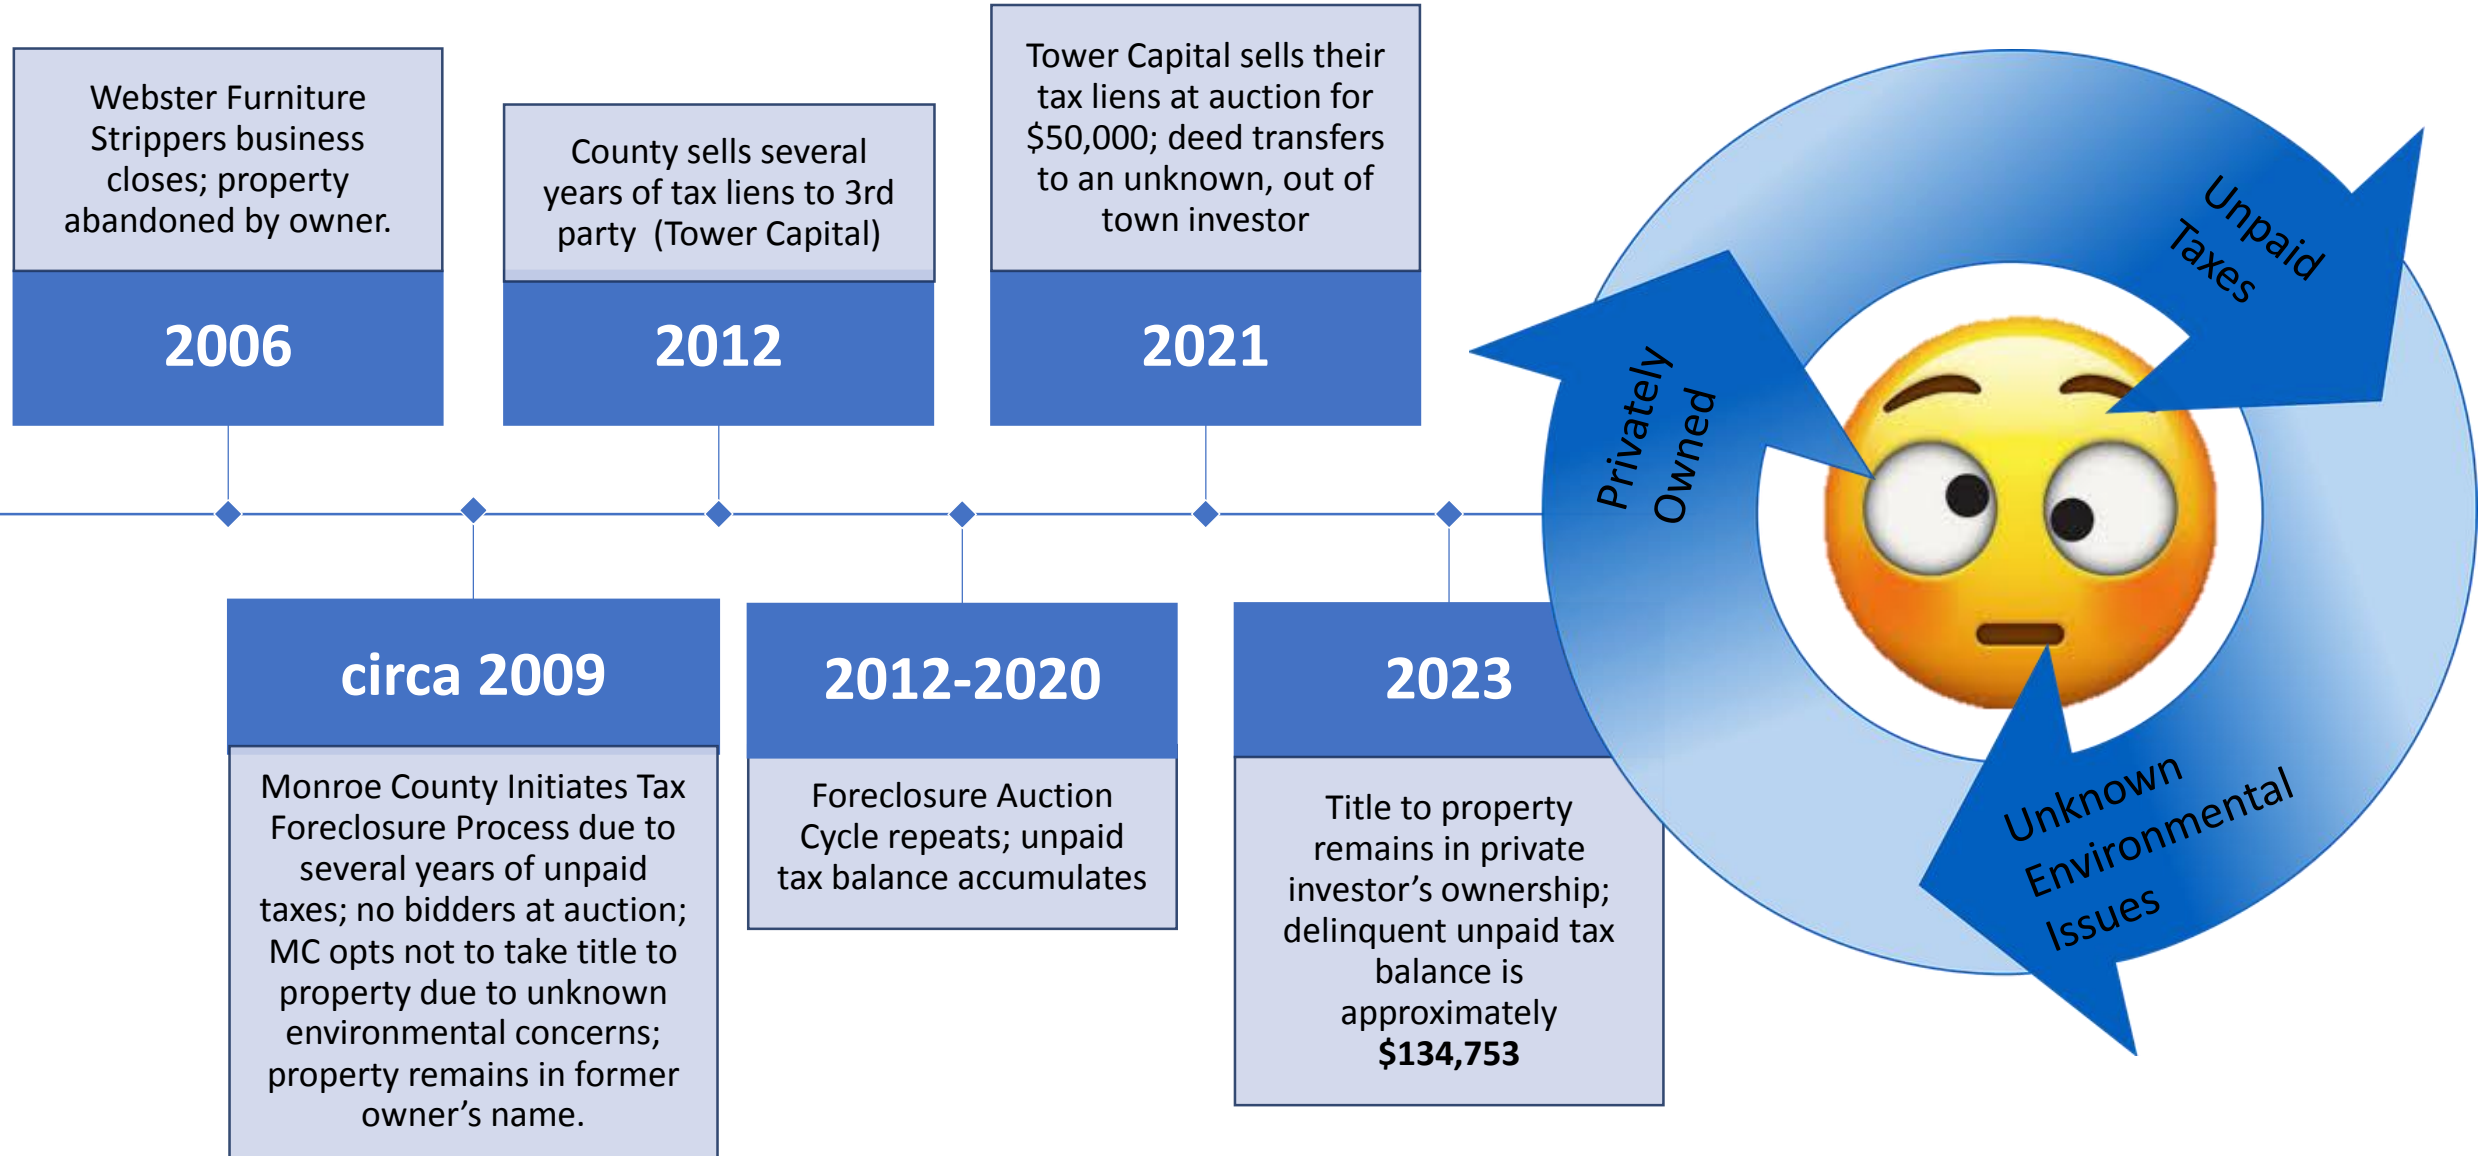 Webster Furniture
Strippers business
closes; property
abandoned by owner.
2006
circa 2009
Monroe County Initiates Tax
Foreclosure Process due to
several years of unpaid
taxes; no bidders at auction;
MC opts not to take title to
property due to unknown
environmental concerns;
property remains in former
owner’s name.
County sells several
years of tax liens to 3rd
party  (Tower Capital)
2012
2012-2020
Foreclosure Auction
Cycle repeats; unpaid
tax balance accumulates
Tower Capital sells their
tax liens at auction for
$50,000; deed transfers
to an unknown, out of
town investor
2021
2023
Title to property
remains in private
investor’s ownership;
delinquent unpaid tax
balance is
approximately
$134,753
Unpaid
Taxes
Unknown
Environmental
Issues
Privately
Owned